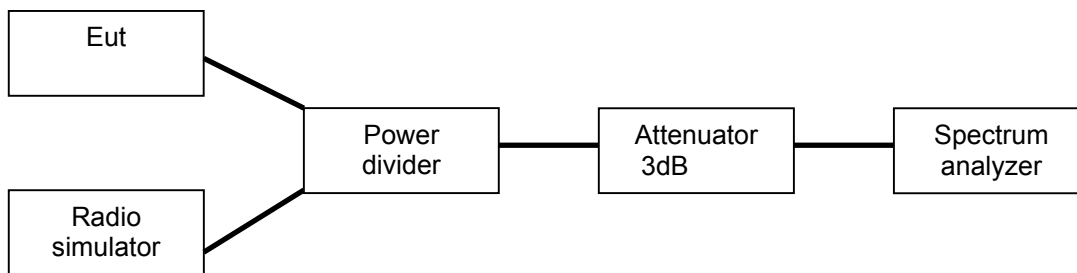 Eut
Power
divider
Attenuator
3dB
Spectrum
analyzer
Radio
simulator